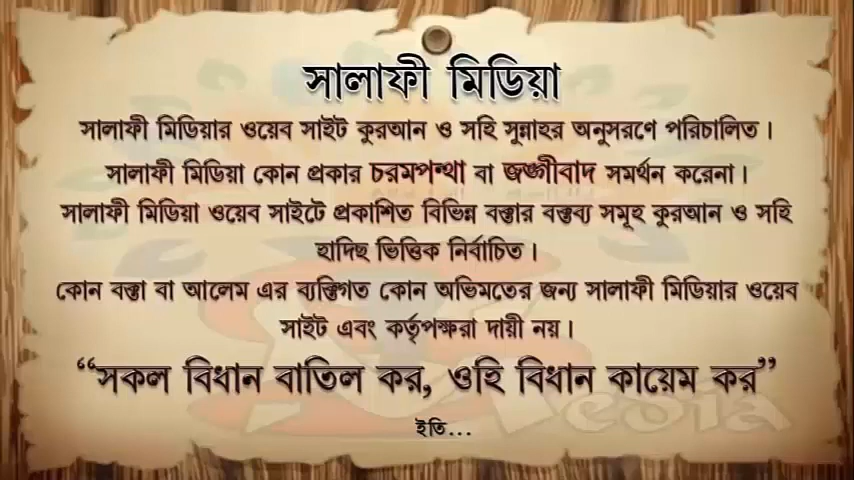 সালাফী মিডিয়া
সালাফী মিডিয়ার ওয়েব সাইট কুরআন ও সহি সুন্নাহর অনুসরণে পরিচালিত।
সালাফী মিডিয়া কোন প্রকার চরমপন্থা বা জঙ্গীবাদ সমর্থন করেনা।
সালাফী মিডিয়া ওয়েব সাইটে প্রকাশিত বিভিন্ন বক্তার বক্তব্য সমূহ কুরআন ও সহি
হাদিছ ভিত্তিক নির্বাচিত।
কোন বক্তা বা আলেম এর ব্যক্তিগত কোন অভিমতের জন্য সালাফী মিডিয়ার ওয়েব
সাইট এবং কর্তৃপক্ষরা দায়ী নয়।
“সকল বিধান বাতিল কর, ওহি বিধান কায়েম কর”
ইতি...